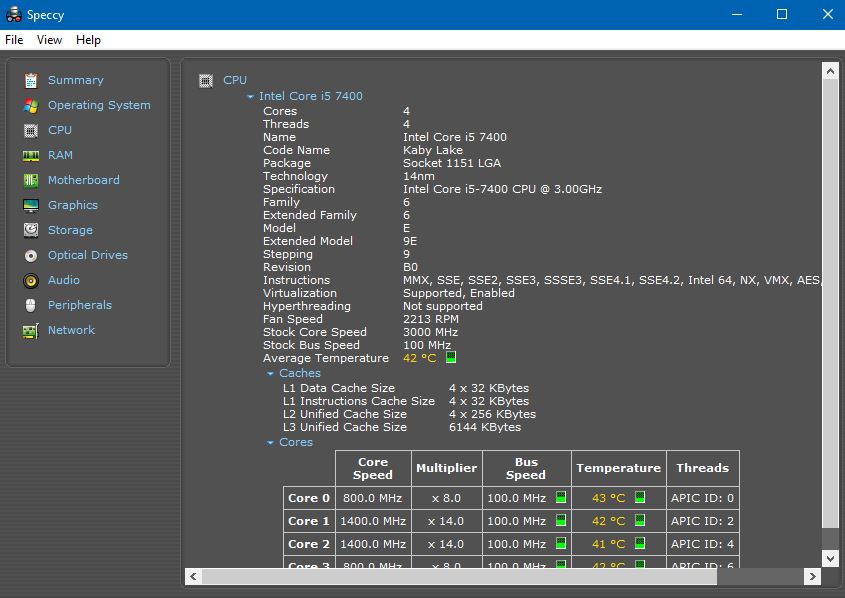 Speccy
File View Help
Summary
Operating System
CPU
RAM
Motherboard
Graphics
Storage
Optical Drives
Audio
Peripherals
Network
CPU
Intel Core i5 7400
Cores 4
Threads 4
Name Intel Core i5 7400
Code Name Kaby Lake
Package Socket 1151 LGA
Technology 14nm
Specification Intel Core i5-7400 CPU @ 3.00GHz
Family 6
Extended Family 6
Model E
Extended Model 9E
Stepping 9
Revision B0
Instructions MMX, SSE, SSE2, SSE3, SSSE3, SSE4.1, SSE4.2, Intel 64, NX, VMX, AES,
Virtualization Supported, Enabled
Hyperthreading Not supported
Fan Speed 2213 RPM
Stock Core Speed 3000 MHz
Stock Bus Speed 100 MHz
Average Temperature 42 °C
Caches
L1 Data Cache Size 4 x 32 KBytes
L1 Instructions Cache Size 4 x 32 KBytes
L2 Unified Cache Size 4 x 256 KBytes
L3 Unified Cache Size 6144 KBytes
Cores
Core Speed Multiplier Bus Speed Temperature Threads
Core 0 800.0 MHz x 8.0 100.0 MHz 43 °C APIC ID: 0
Core 1 1400.0 MHz x 14.0 100.0 MHz 42 °C APIC ID: 2
Core 2 1400.0 MHz x 14.0 100.0 MHz 41 °C APIC ID: 4
Core 3 800.0 MHz x 8.0 100.0 MHz 42 °C APIC ID: 6